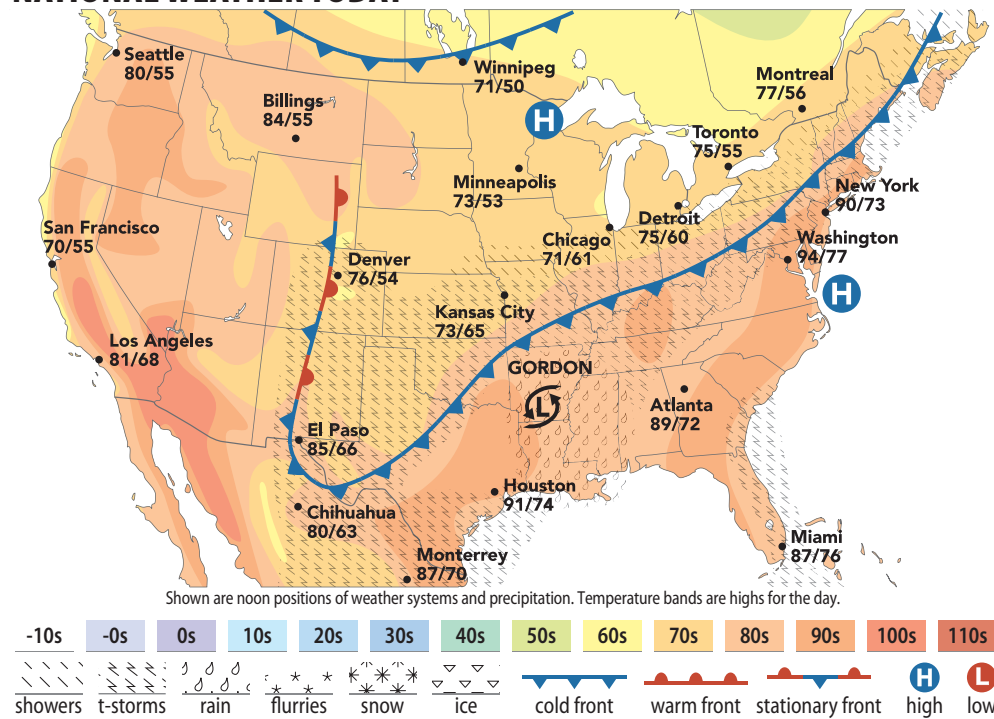 NATIONAL WEATHER TODAY
Seattle
80/55
Winnipeg
71/50
Billings
84/55
H
Montreal
77/56
Toronto
75/55
Minneapolis
73/53
New York
90/73
San Francisco
70/55
Detroit
75/60
Chicago
71/61
Washington
94/77
Denver
76/54
H
Kansas City
73/65
Los Angeles
81/68
GORDON
L
Atlanta
89/72
El Paso
85/66
Houston
91/74
Chihuahua
80/63
Miami
87/76
Monterrey
87/70
Shown are noon positions of weather systems and precipitation. Temperature bands are highs for the day.
-10s -0s 0s 10s 20s 30s 40s 50s 60s 70s 80s 90s 100s 110s
H L
showers t-storms rain flurries snow ice cold front warm front stationary front high low